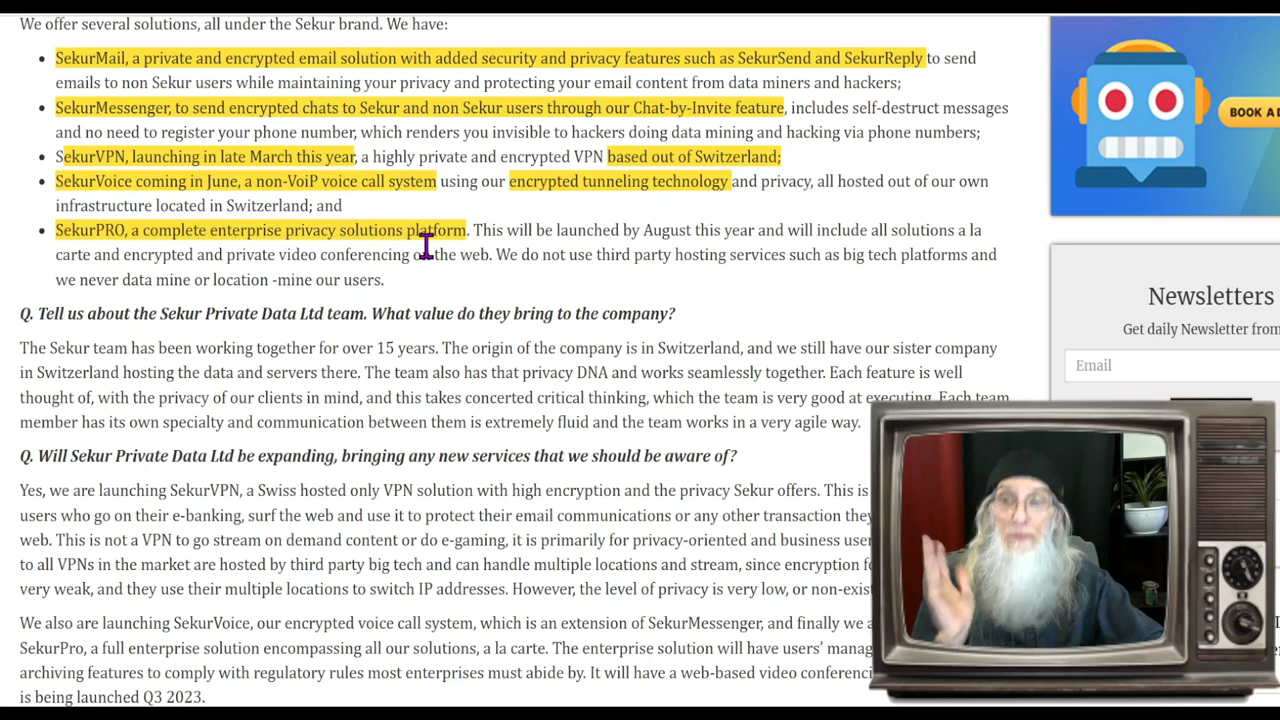 We offer several solutions, all under the Sekur brand. We have:
SekurMail, a private and encrypted email solution with added security and privacy features such as SekurSend and SekurReply to send
emails to non Sekur users while maintaining your privacy and protecting your email content from data miners and hackers;
SekurMessenger, to send encrypted chats to Sekur and non Sekur users through our Chat-by-Invite feature, includes self-destruct messages
and no need to register your phone number, which renders you invisible to hackers doing data mining and hacking via phone numbers;
SekurVPN, launching in late March this year, a highly private and encrypted VPN based out of Switzerland;
SekurVoice coming in June, a non-VoiP voice call system using our encrypted tunneling technology and privacy, all hosted out of our own
infrastructure located in Switzerland; and
SekurPRO, a complete enterprise privacy solutions platform. This will be launched by August this year and will include all solutions a la
carte and encrypted and private video conferencing on the web. We do not use third party hosting services such as big tech platforms and
we never data mine or location -mine our users.
Q. Tell us about the Sekur Private Data Ltd team. What value do they bring to the company?
The Sekur team has been working together for over 15 years. The origin of the company is in Switzerland, and we still have our sister company
in Switzerland hosting the data and servers there. The team also has that privacy DNA and works seamlessly together. Each feature is well
thought of, with the privacy of our clients in mind, and this takes concerted critical thinking, which the team is very good at executing. Each team
member has its own specialty and communication between them is extremely fluid and the team works in a very agile way.
Q. Will Sekur Private Data Ltd be expanding, bringing any new services that we should be aware of?
Yes, we are launching SekurVPN, a Swiss hosted only VPN solution with high encryption and the privacy Sekur offers. This is
users who go on their e-banking, surf the web and use it to protect their email communications or any other transaction they
web. This is not a VPN to go stream on demand content or do e-gaming, it is primarily for privacy-oriented and business
to all VPNs in the market are hosted by third party big tech and can handle multiple locations and stream, since encryption
very weak, and they use their multiple locations to switch IP addresses. However, the level of privacy is very low, or
We also are launching SekurVoice, our encrypted voice call system, which is an extension of SekurMessenger, and finally we
SekurPro, a full enterprise solution encompassing all our solutions, a la carte. The enterprise solution will have users'
archiving features to comply with regulatory rules most enterprises must abide by. It will have a web-based video
is being launched Q3 2023.
BOOK A
Newsletters
Get daily Newsletter from
Email